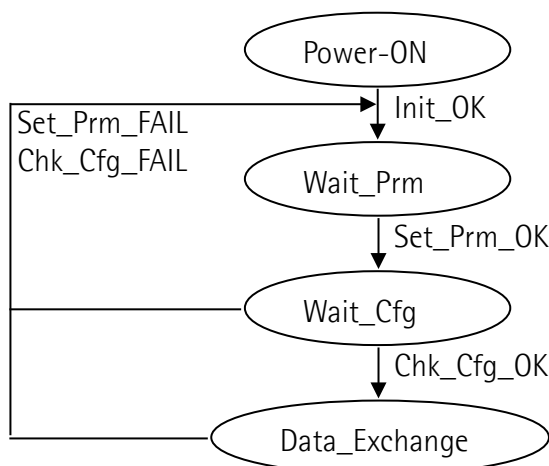 Power-ON
Init_OK
Set_Prm_FAIL
Chk_Cfg_FAIL
Wait_Prm
Set_Prm_OK
Wait_Cfg
Chk_Cfg_OK
Data_Exchange